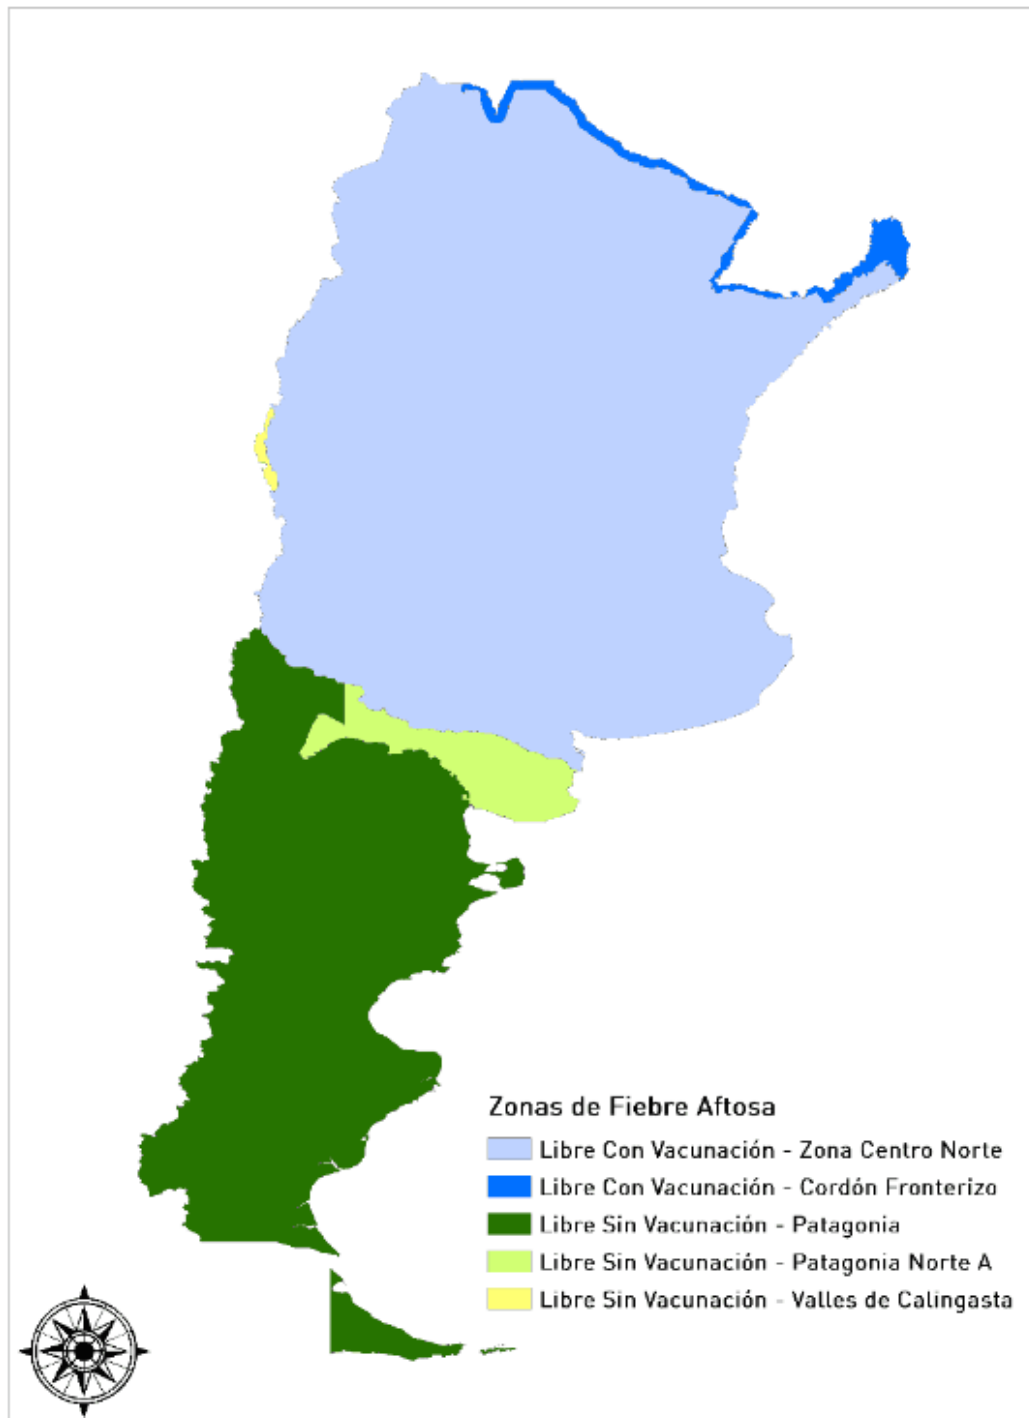 Zonas de Fiebre Aftosa
Libre Con Vacunación - Zona Centro Norte
Libre Con Vacunación - Cordón Fronterizo
Libre Sin Vacunación - Patagonia
Libre Sin Vacunación - Patagonia Norte A
Libre Sin Vacunación - Valles de Calingasta